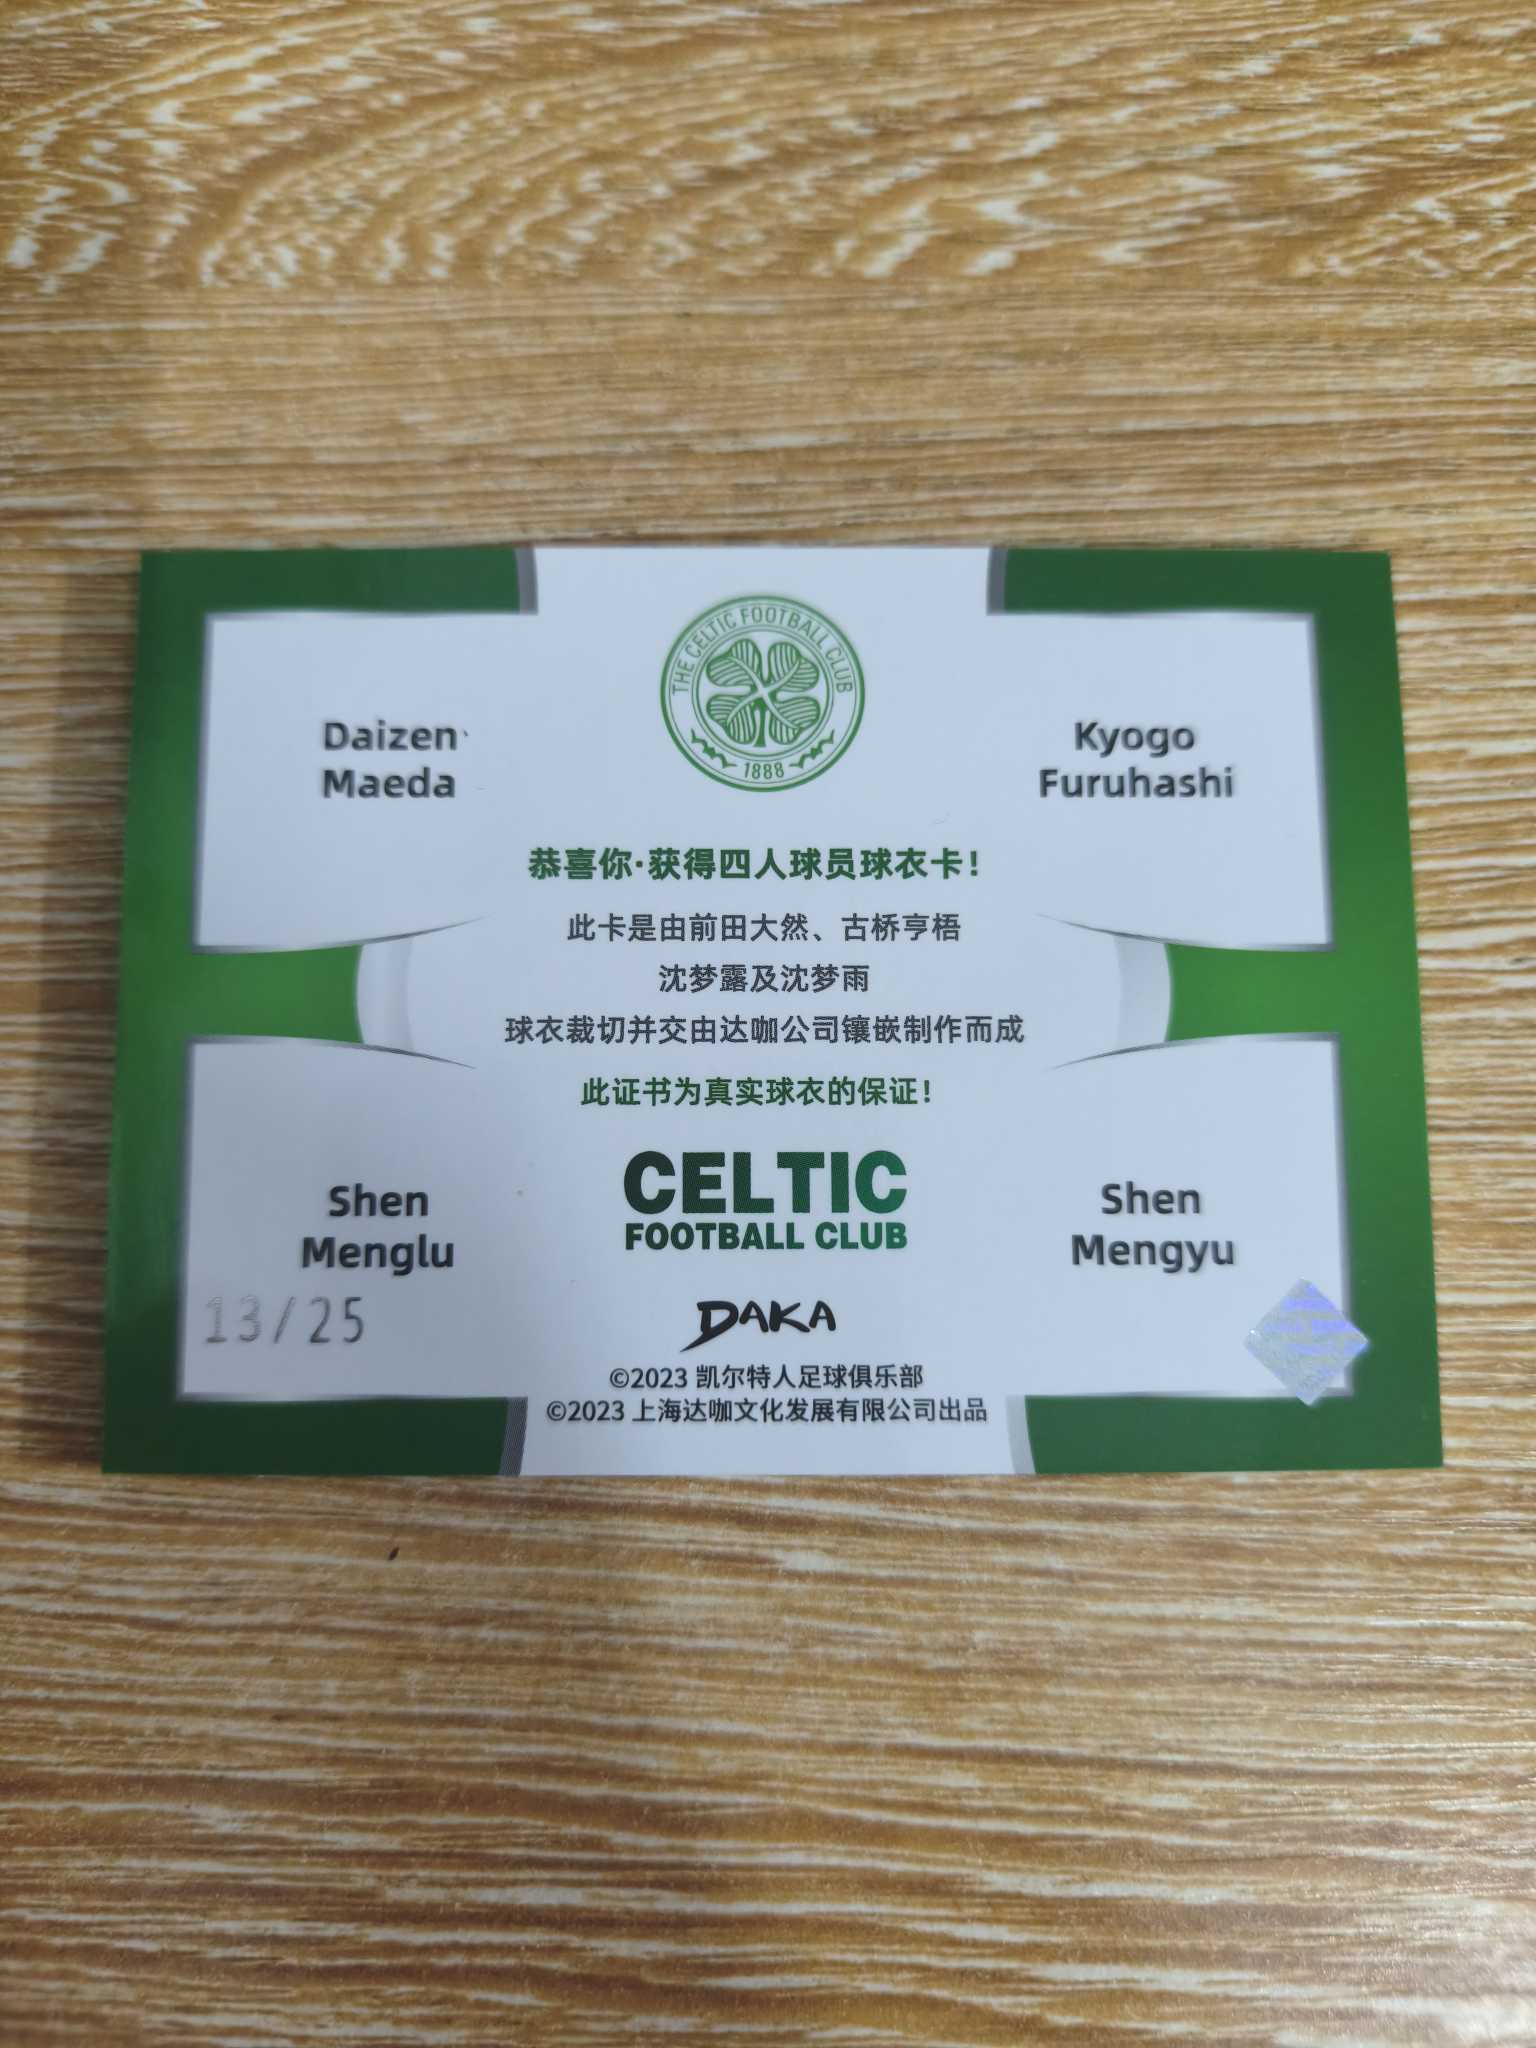 THE CELTIC FOOTBALL CLUB
1888
Daizen
Maeda
Kyogo
Furuhashi
恭喜你·获得四人球员球衣卡！
此卡是由前田大然、古桥亨梧
沈梦露及沈梦雨
球衣裁切并交由达咖公司镶嵌制作而成
此证书为真实球衣的保证！
Shen
Menglu
13/25
CELTIC
FOOTBALL CLUB
Shen
Mengyu
DAKA
©2023 凯尔特人足球俱乐部
©2023 上海达咖文化发展有限公司出品